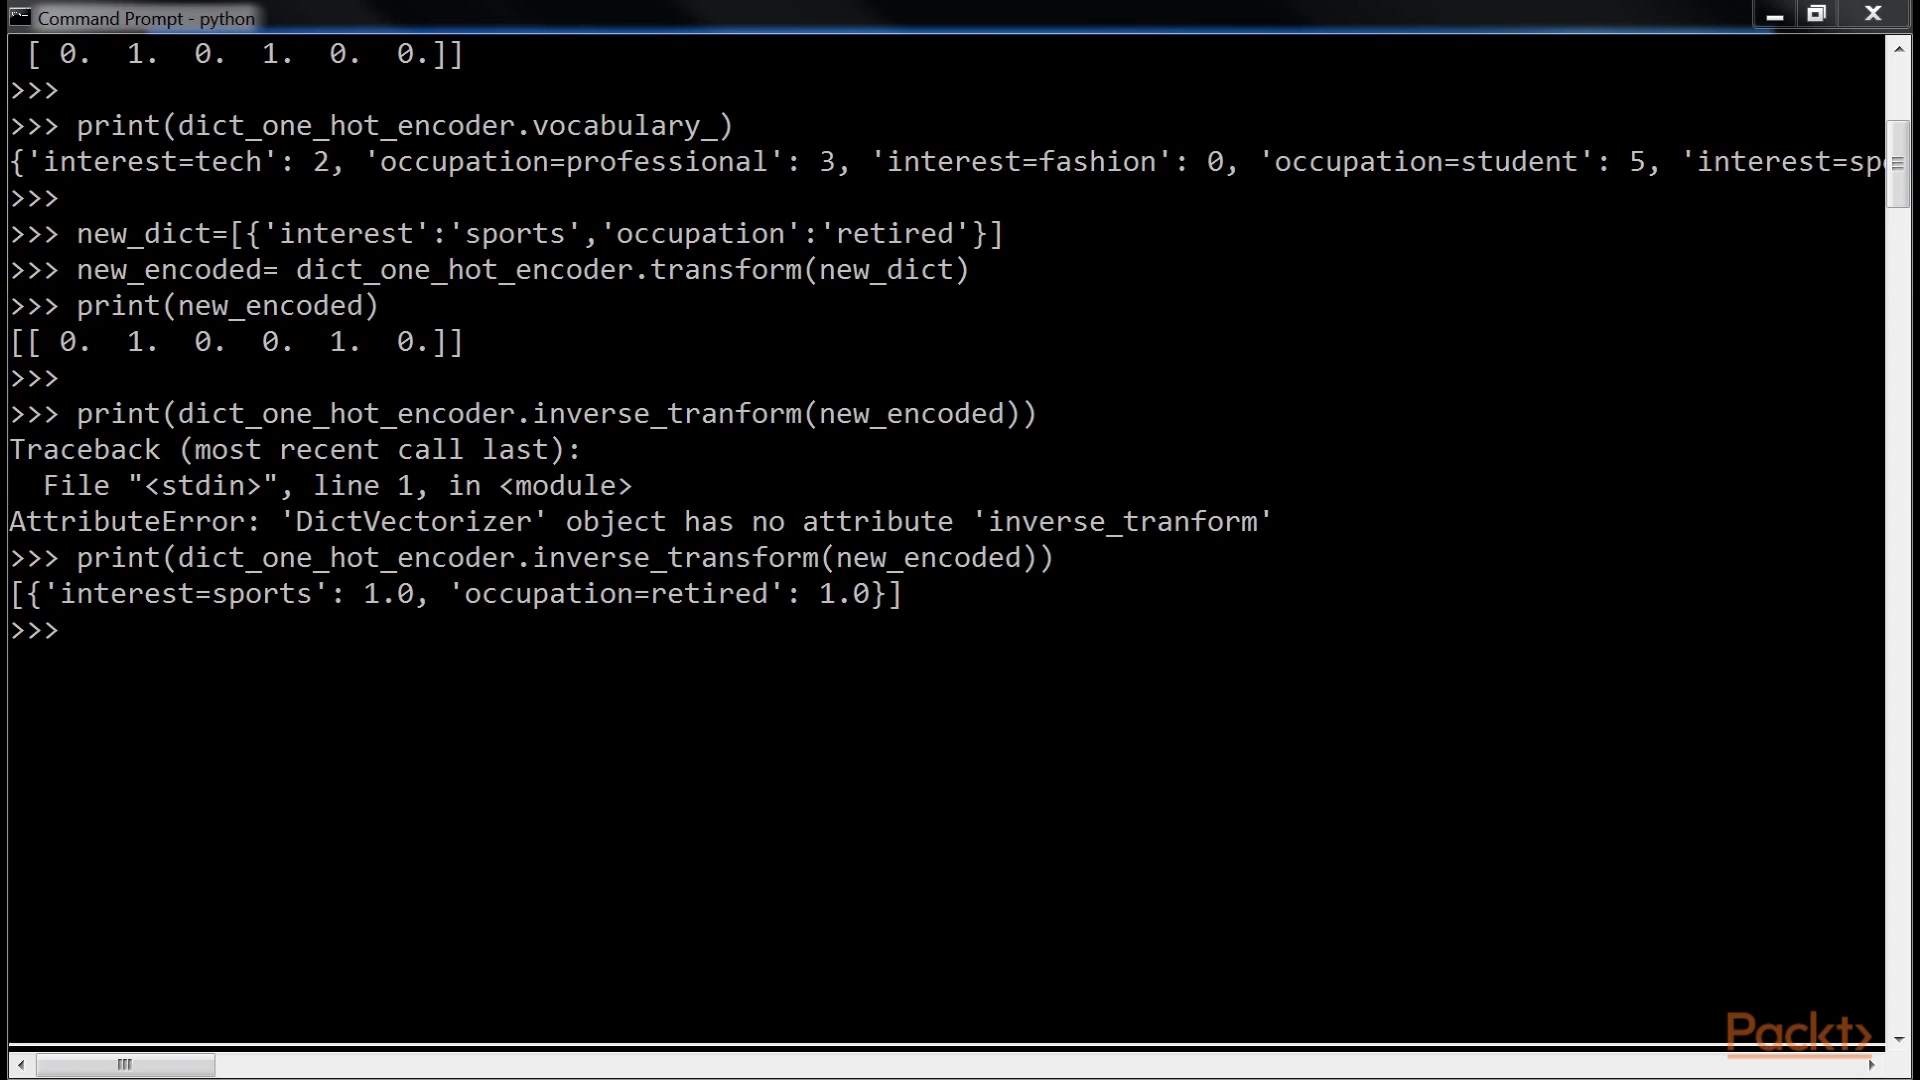 Command Prompt - python
[ 0. 1. 0. 1. 0. 0.]]
>>>
>>> print(dict_one_hot_encoder.vocabulary_)
{'interest=tech': 2, 'occupation=professional': 3, 'interest=fashion': 0, 'occupation=student': 5, 'interest=spo
>>>
>>> new_dict=[{'interest':'sports','occupation':'retired'}]
>>> new_encoded= dict_one_hot_encoder.transform(new_dict)
>>> print(new_encoded)
[[ 0. 1. 0. 0. 1. 0.]]
>>>
>>> print(dict_one_hot_encoder.inverse_tranform(new_encoded))
Traceback (most recent call last):
File "<stdin>", line 1, in <module>
AttributeError: 'DictVectorizer' object has no attribute 'inverse_tranform'
>>> print(dict_one_hot_encoder.inverse_transform(new_encoded))
[{'interest=sports': 1.0, 'occupation=retired': 1.0}]
>>>
Packt>